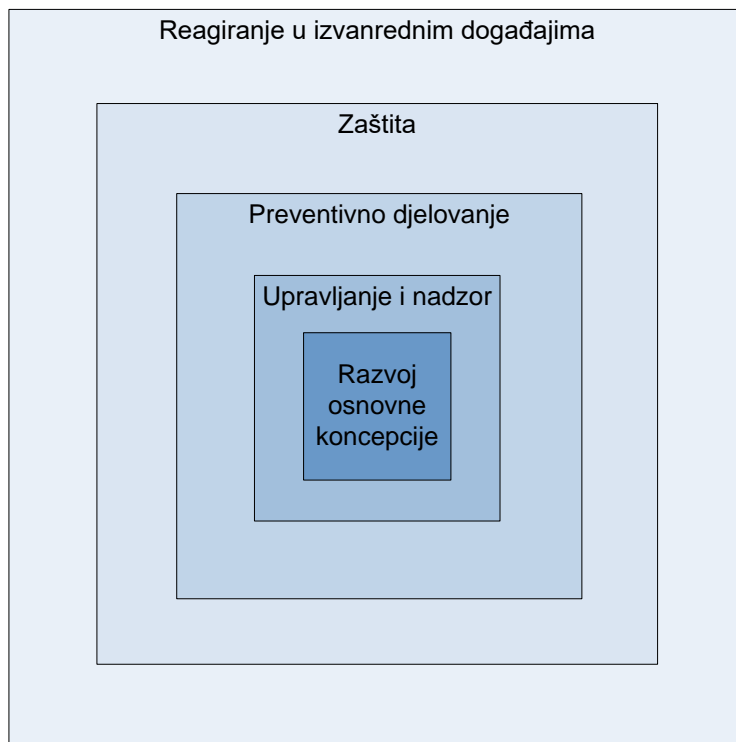 Reagiranje u izvanrednim događajima
Zaštita
Preventivno djelovanje
Upravljanje i nadzor
Razvoj
osnovne
koncepcije